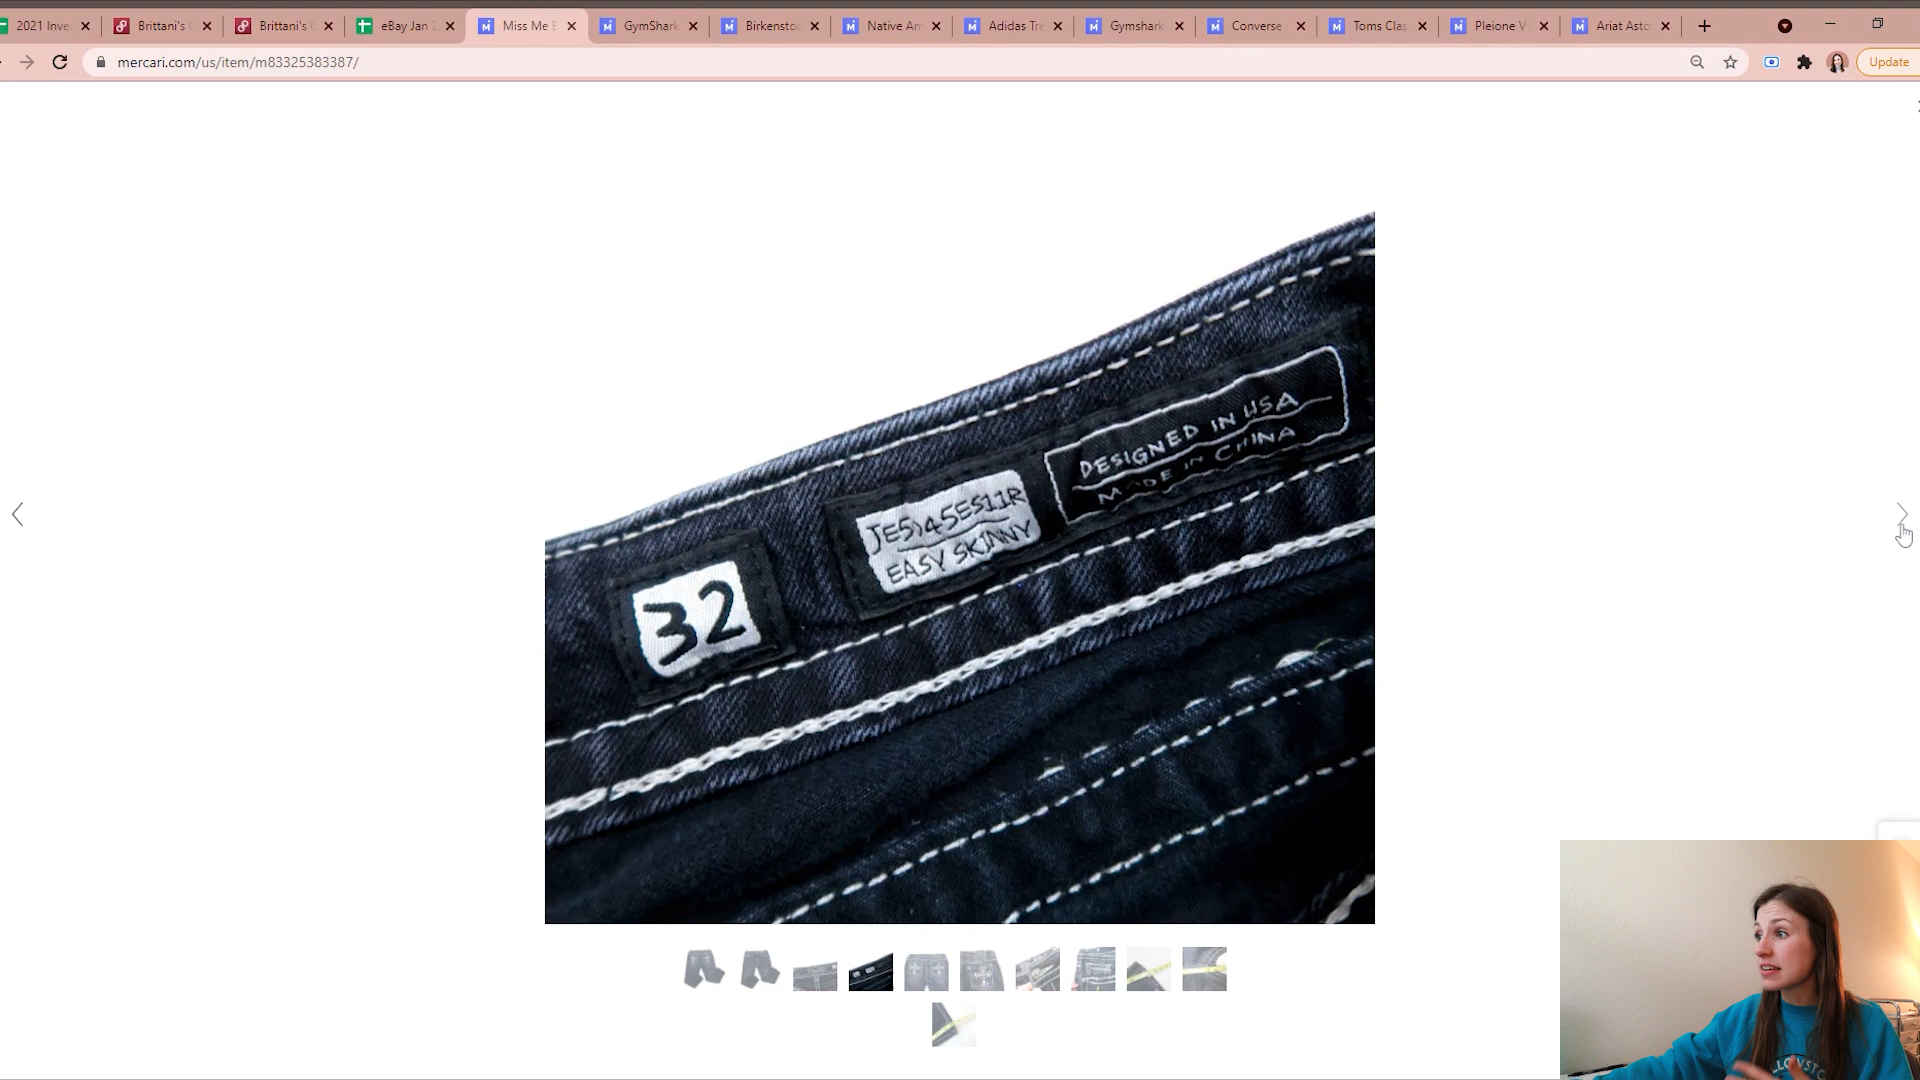 2021 Inve
Brittani's
Brittani's
eBay Jan
Miss Me
GymShark
Birkensto
Native Am
Adidas Tre
Gymshark
Converse
Toms Clas
Pleione V
Ariat Asto
mercari.com/us/item/m83325383387/
Update
DESIGNED IN USA
MADE IN CHINA
EASY SKINNY
32